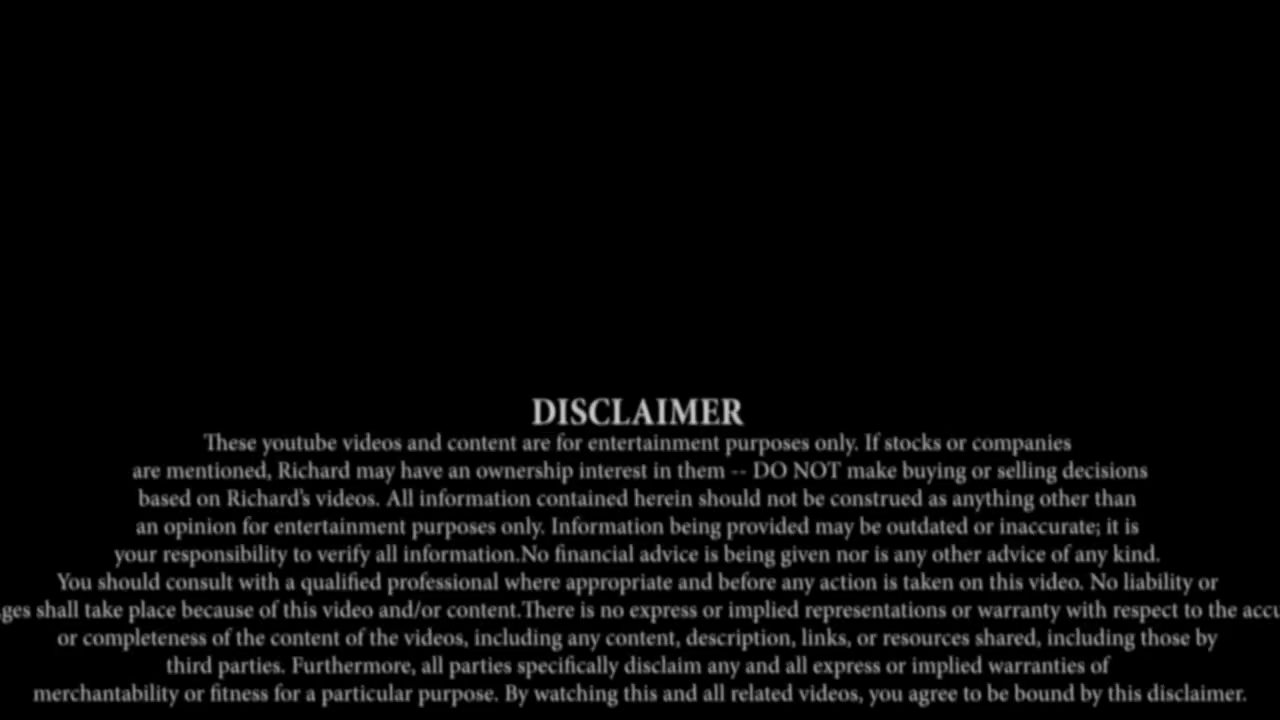 DISCLAIMER
These youtube videos and content are for entertainment purposes only. If stocks or companies
are mentioned, Richard may have an ownership interest in them -- DO NOT make buying or selling decisions
based on Richard's videos. All information contained herein should not be construed as anything other than
an opinion for entertainment purposes only. Information being provided may be outdated or inaccurate; it is
your responsibility to verify all information.No financial advice is being given nor is any other advice of any kind.
You should consult with a qualified professional where appropriate and before any action is taken on this video. No liability or
shall take place because of this video and/or content.There is no express or implied representations or warranty with respect to the
or completeness of the content of the videos, including any content, description, links, or resources shared, including those by
third parties. Furthermore, all parties specifically disclaim any and all express or implied warranties of
merchantability or fitness for a particular purpose. By watching this and all related videos, you agree to be bound by this disclaimer.